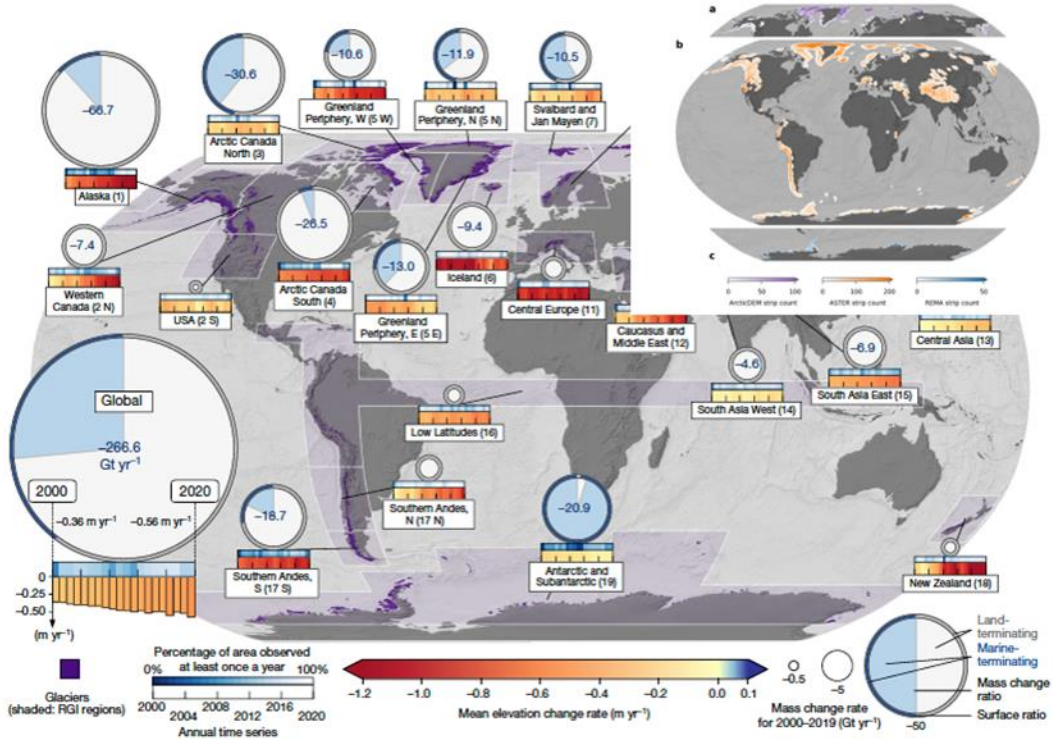 −66.7
Alaska (1)
−30.6
Arctic Canada
North (3)
−10.6
Greenland
Periphery, W (5 W)
−11.9
Greenland
Periphery, N (5 N)
−10.5
Svalbard and
Jan Mayen (7)
a
b
c
0 50 100
ArcticDEM strip count
0 100 200
ASTER strip count
0 50
REMA strip count
−7.4
Western
Canada (2 N)
USA (2 S)
−26.5
Arctic Canada
South (4)
−13.0
Greenland
Periphery, E (5 E)
−9.4
Iceland (6)
Central Europe (11)
Caucasus and
Middle East (12)
Central Asia (13)
−4.6
South Asia West (14)
−6.9
South Asia East (15)
Low Latitudes (16)
Southern Andes,
N (17 N)
−18.7
Southern Andes,
S (17 S)
−20.9
Antarctic and
Subantarctic (19)
New Zealand (18)
Global
−266.6
Gt yr−1
2000 2020
−0.36 m yr−1 −0.56 m yr−1
0
−0.25
−0.50
(m yr−1)
Glaciers
(shaded: RGI regions)
Percentage of area observed
at least once a year
0% 100%
2000 2008 2016
2004 2012 2020
Annual time series
−1.2 −1.0 −0.8 −0.6 −0.4 −0.2 0.0 0.1
Mean elevation change rate (m yr−1)
−0.5
−5
−50
Mass change rate
for 2000–2019 (Gt yr−1)
Land-
terminating
Marine-
terminating
Mass change
ratio
Surface ratio